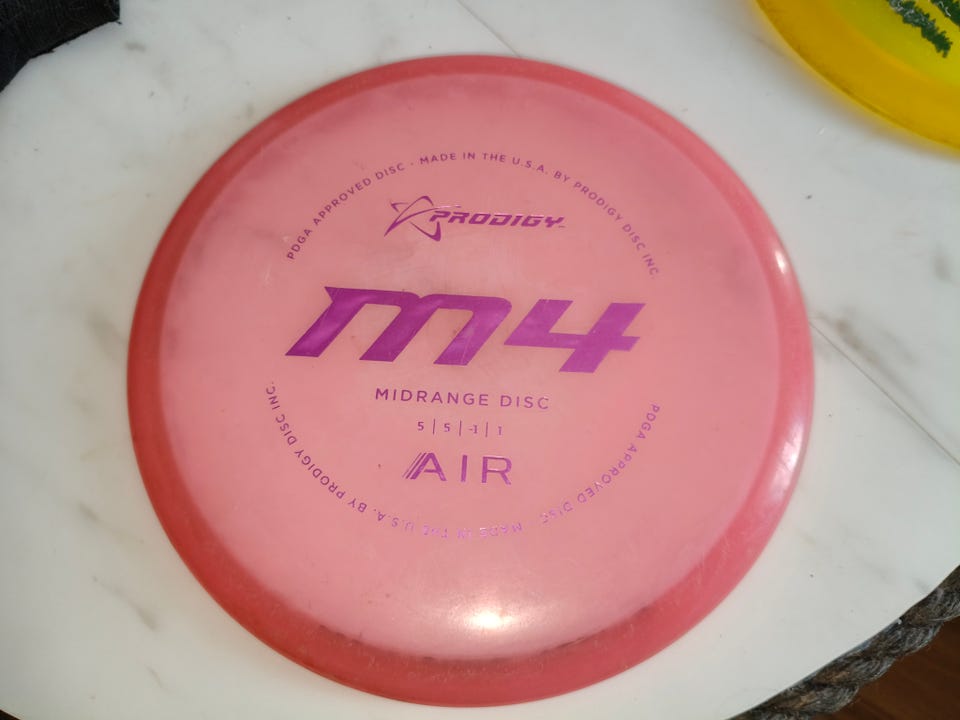 PDGA APPROVED DISC · MADE IN THE U.S.A. BY PRODIGY DISC INC.
PRODIGY
M4
MIDRANGE DISC
5 | 5 | -1 | 1
AIR
PDGA APPROVED DISC · MADE IN THE U.S.A. BY PRODIGY DISC INC.